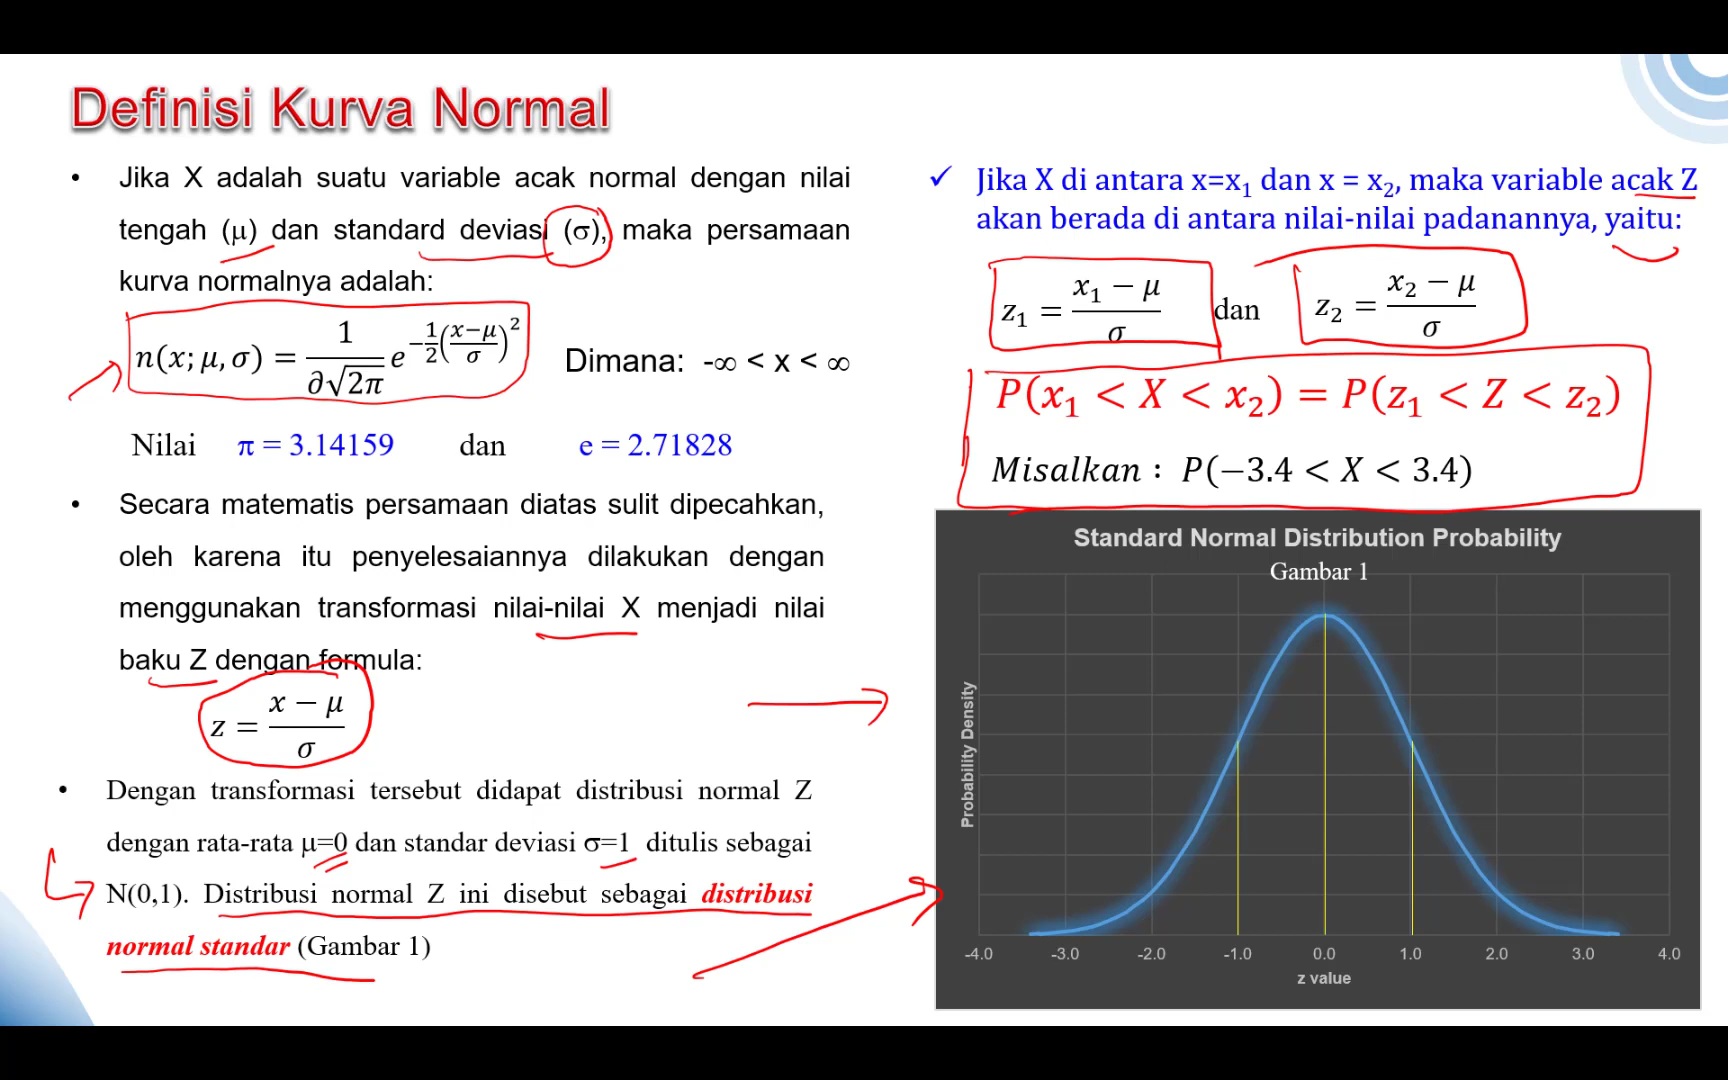 Definisi Kurva Normal
• Jika X adalah suatu variable acak normal dengan nilai
tengah (μ) dan standard deviasi (σ), maka persamaan
kurva normalnya adalah:
n(x; μ, σ) = 1/(∂√2π) e^(−1/2((x−μ)/σ)²) Dimana: -∞ < x < ∞
Nilai π = 3.14159 dan e = 2.71828
• Secara matematis persamaan diatas sulit dipecahkan,
oleh karena itu penyelesaiannya dilakukan dengan
menggunakan transformasi nilai-nilai X menjadi nilai
baku Z dengan formula:
z = (x − μ)/σ
• Dengan transformasi tersebut didapat distribusi normal Z
dengan rata-rata μ=0 dan standar deviasi σ=1 ditulis sebagai
N(0,1). Distribusi normal Z ini disebut sebagai distribusi
normal standar (Gambar 1)
✓ Jika X di antara x=x₁ dan x = x₂, maka variable acak Z
akan berada di antara nilai-nilai padanannya, yaitu:
z₁ = (x₁ − μ)/σ dan z₂ = (x₂ − μ)/σ
P(x₁ < X < x₂) = P(z₁ < Z < z₂)
Misalkan : P(−3.4 < X < 3.4)
Standard Normal Distribution Probability
Gambar 1
Probability Density
-4.0 -3.0 -2.0 -1.0 0.0 1.0 2.0 3.0 4.0
z value